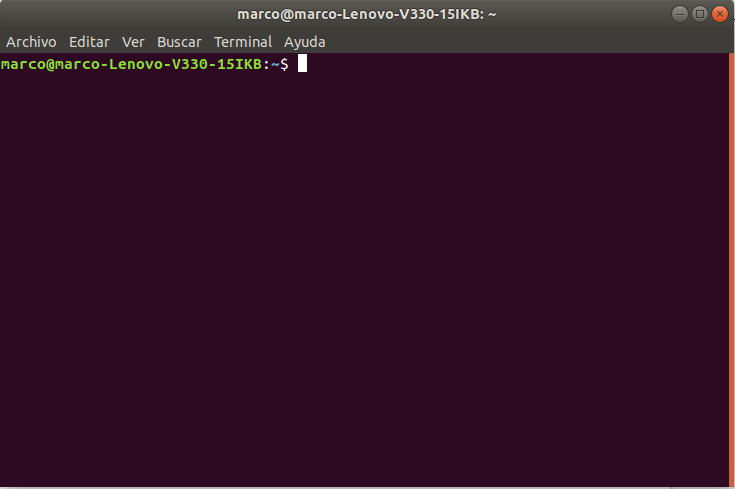 marco@marco-Lenovo-V330-15IKB: ~
Archivo Editar Ver Buscar Terminal Ayuda
marco@marco-Lenovo-V330-15IKB:~$